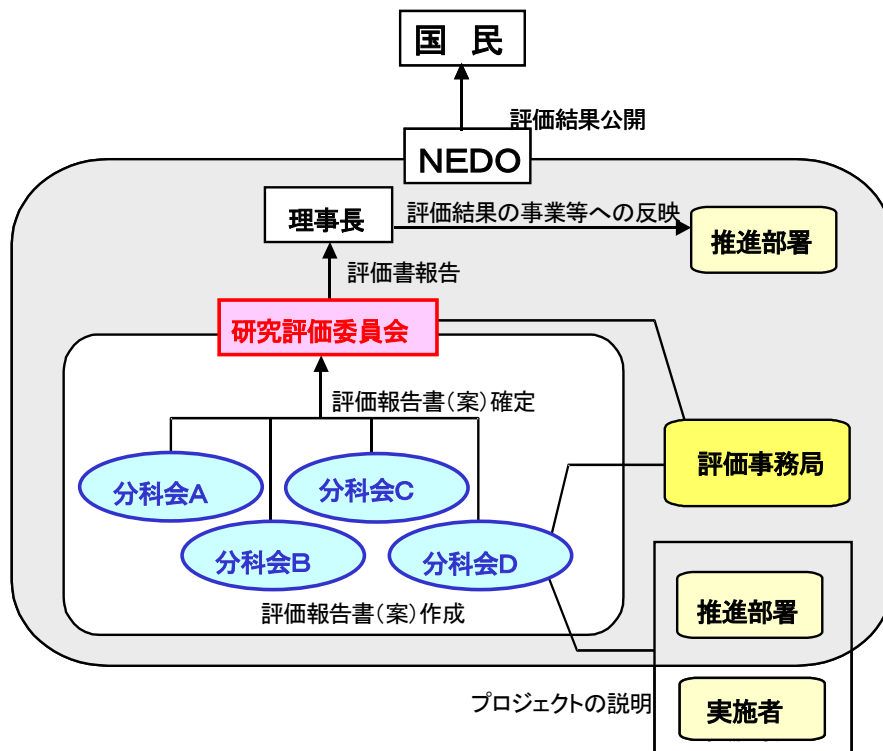 国 民
評価結果公開
NEDO
理事長
評価結果の事業等への反映
推進部署
評価書報告
研究評価委員会
評価報告書(案)確定
評価事務局
分科会A
分科会C
分科会B
分科会D
評価報告書(案)作成
推進部署
プロジェクトの説明
実施者